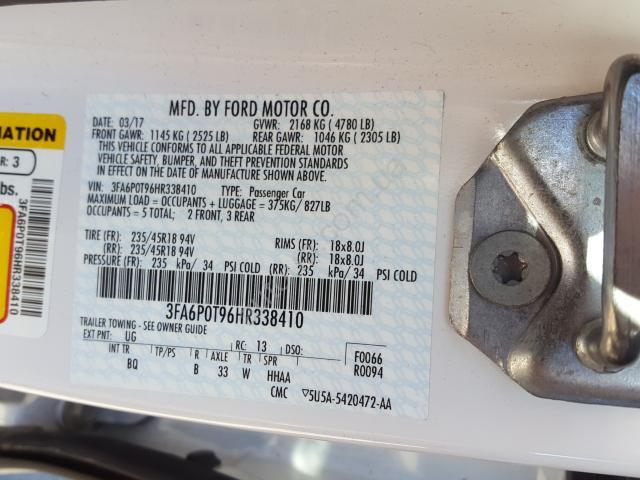 MFD. BY FORD MOTOR CO.
DATE: 03/17 GVWR: 2168 KG ( 4780 LB)
FRONT GAWR: 1145 KG ( 2525 LB) REAR GAWR: 1046 KG ( 2305 LB)
THIS VEHICLE CONFORMS TO ALL APPLICABLE FEDERAL MOTOR
VEHICLE SAFETY, BUMPER, AND THEFT PREVENTION STANDARDS
IN EFFECT ON THE DATE OF MANUFACTURE SHOWN ABOVE.
VIN: 3FA6P0T96HR338410 TYPE: Passenger Car
MAXIMUM LOAD = OCCUPANTS + LUGGAGE = 375KG/ 827LB
OCCUPANTS = 5 TOTAL; 2 FRONT, 3 REAR
TIRE (FR): 235/45R18 94V RIMS (FR): 18x8.0J
(RR): 235/45R18 94V (RR): 18x8.0J
PRESSURE (FR): 235 kPa/ 34 PSI COLD (RR): 235 kPa/ 34 PSI COLD
3FA6P0T96HR338410
TRAILER TOWING - SEE OWNER GUIDE
EXT PNT: UG RC: 13 DSO: F0066
INT TR TP/PS R AXLE TR SPR R0094
BQ B 33 W HHAA
CMC ▽5U5A-5420472-AA
MATION
R: 3
lbs.
3FA6P0T96HR338410